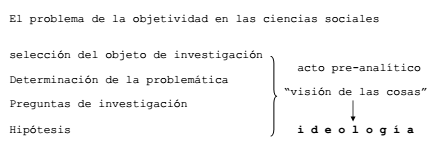 El problema de la objetividad en las ciencias sociales
selección del objeto de investigación
Determinación de la problemática
Preguntas de investigación
Hipótesis
acto pre-analítico
“visión de las cosas”
i d e o l o g í a